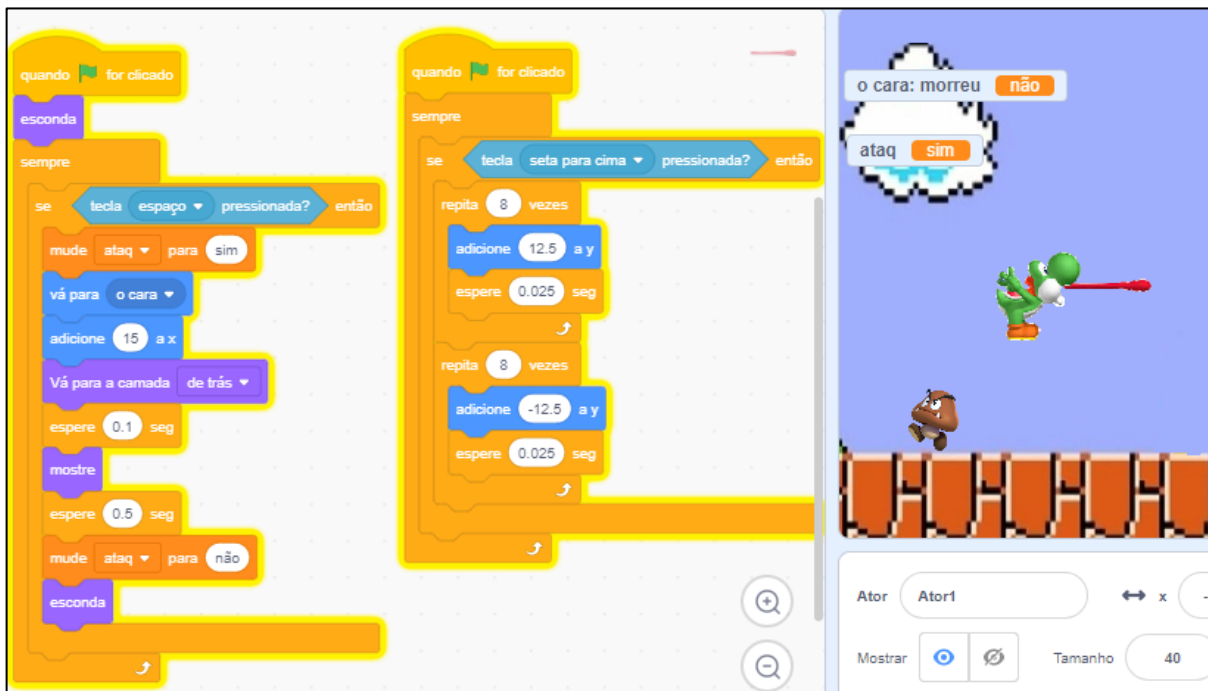 quando for clicado
esconda
sempre
se tecla espaço pressionada? então
mude ataq para sim
vá para o cara
adicione 15 a x
Vá para a camada de trás
espere 0.1 seg
mostre
espere 0.5 seg
mude ataq para não
esconda
quando for clicado
sempre
se tecla seta para cima pressionada? então
repita 8 vezes
adicione 12.5 a y
espere 0.025 seg
repita 8 vezes
adicione -12.5 a y
espere 0.025 seg
o cara: morreu não
ataq sim
Ator Ator1 x -
Mostrar Tamanho 40